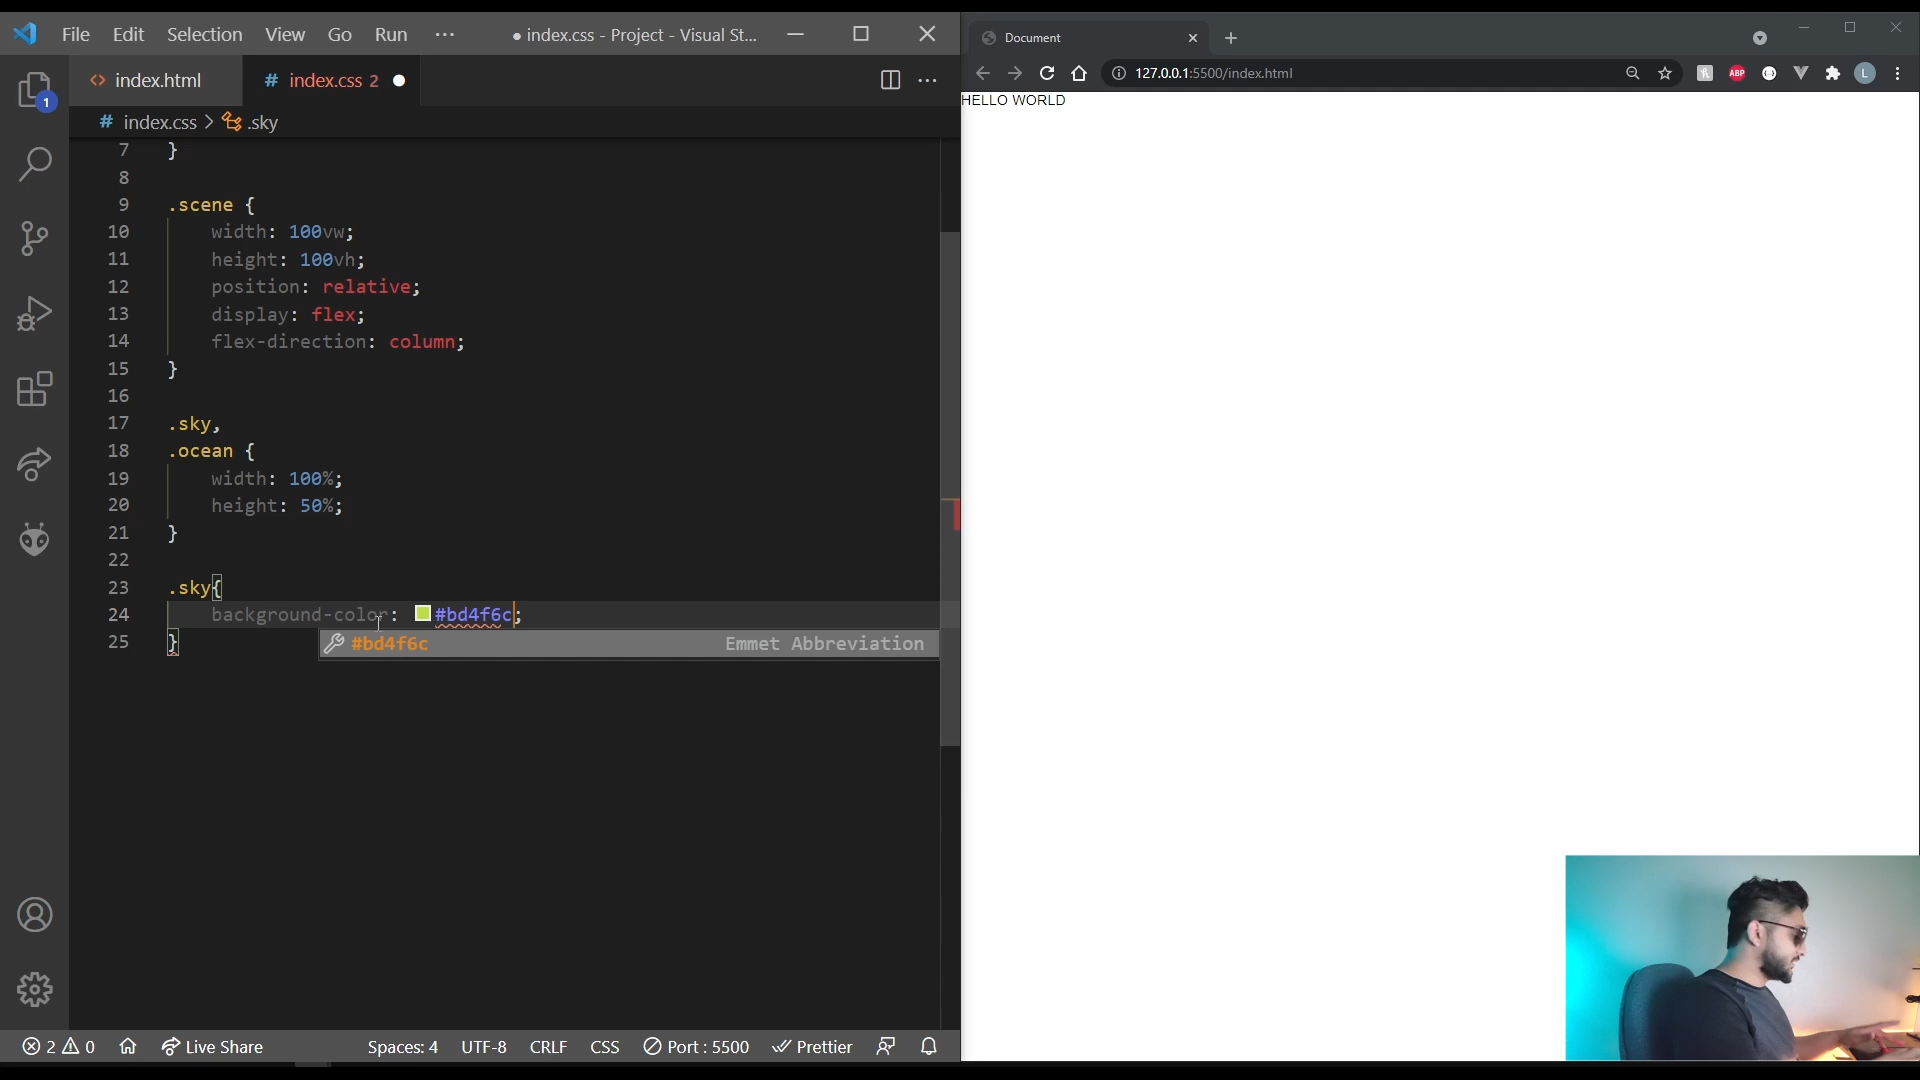 File Edit Selection View Go Run ··· ● index.css - Project - Visual St...
index.html # index.css 2 ●
# index.css > .sky
7 }
8
9 .scene {
10 width: 100vw;
11 height: 100vh;
12 position: relative;
13 display: flex;
14 flex-direction: column;
15 }
16
17 .sky,
18 .ocean {
19 width: 100%;
20 height: 50%;
21 }
22
23 .sky{
24 background-color: #bd4f6c;
25 }
#bd4f6c Emmet Abbreviation
1
2 0 Live Share Spaces: 4 UTF-8 CRLF CSS Port : 5500 Prettier
Document
127.0.0.1:5500/index.html ABP L
HELLO WORLD